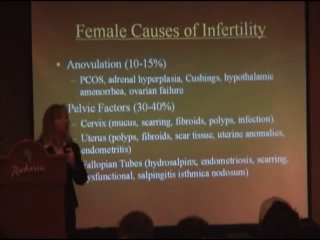 Female Causes of Infertility
• Anovulation (10-15%)
– PCOS, adrenal hyperplasia, Cushings, hypothalamic
amenorrhea, ovarian failure
Pelvic Factors (30-40%)
– Cervix (mucus, scarring, fibroids, polyps, infection)
Uterus (polyps, fibroids, scar tissue, uterine anomalies,
endometritis)
Fallopian Tubes (hydrosalpinx, endometriosis, scarring,
dysfunctional, salpingitis isthmica nodosum)
Radisson